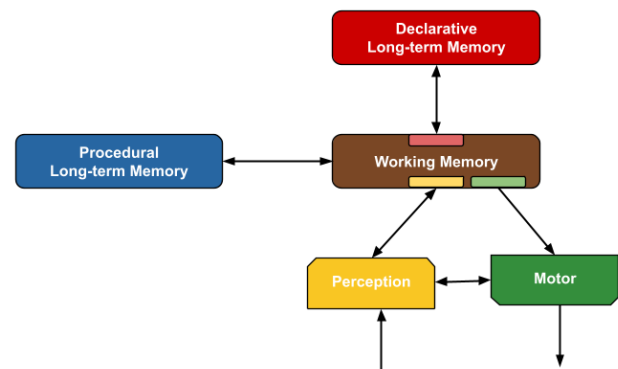 Declarative
Long-term Memory
Procedural
Long-term Memory
Working Memory
Perception
Motor